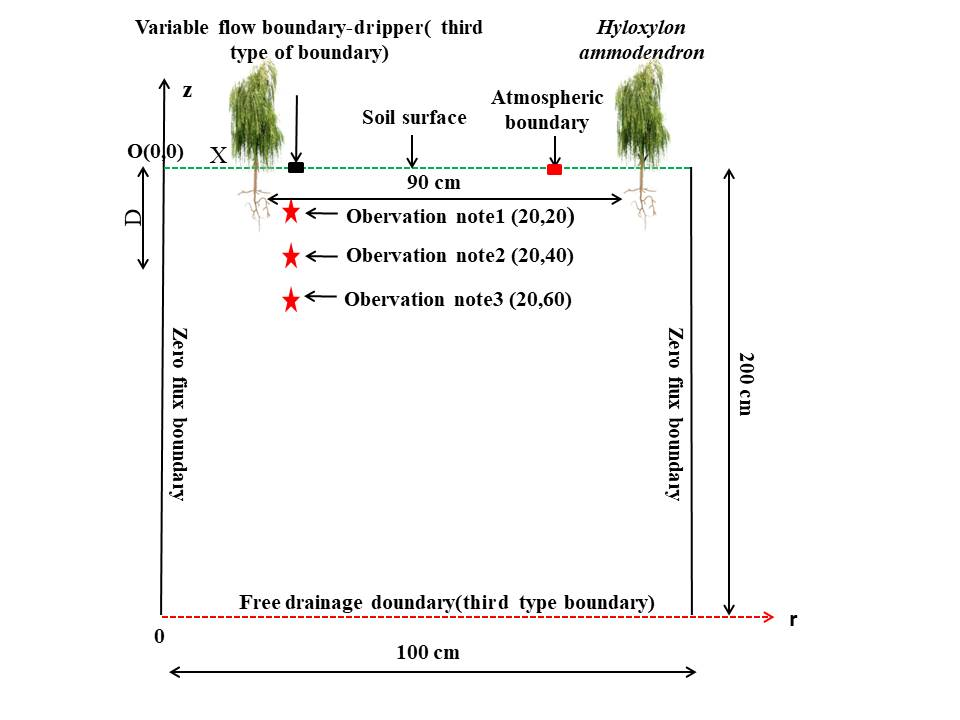 Variable flow boundary-dripper( third
type of boundary)
Hyloxylon
ammodendron
z
Atmospheric
boundary
Soil surface
O(0,0)
X
90 cm
D
Obervation note1 (20,20)
Obervation note2 (20,40)
Obervation note3 (20,60)
Zero fiux boundary
Zero fiux boundary
200 cm
Free drainage doundary(third type boundary)
r
0
100 cm